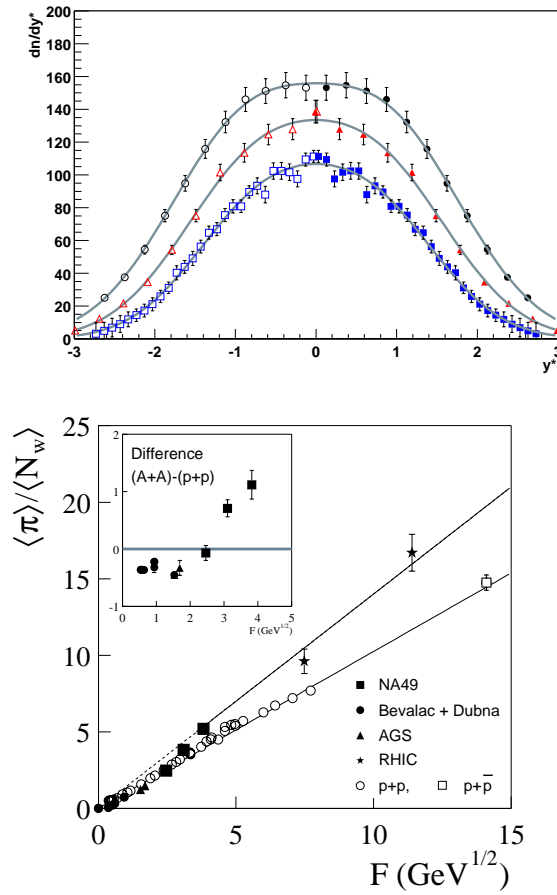 dn/dy*
200
180
160
140
120
100
80
60
40
20
0
-3 -2 -1 0 1 2 3
y*
⟨π⟩/⟨N_w⟩
25
20
15
10
5
0
2
1
0
-1
Difference
(A+A)-(p+p)
0 1 2 3 4 5
F (GeV^{1/2})
NA49
Bevalac + Dubna
AGS
RHIC
p+p, p+p̅
0 5 10 15
F (GeV^{1/2})